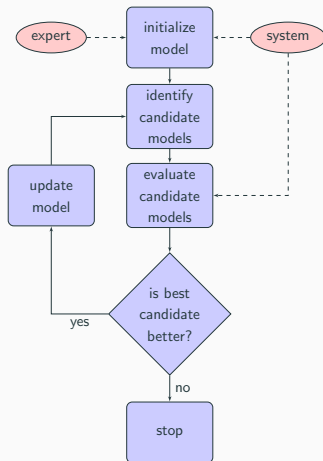 expert
initialize
model
system
identify
candidate
models
update
model
evaluate
candidate
models
is best
candidate
better?
yes
no
stop